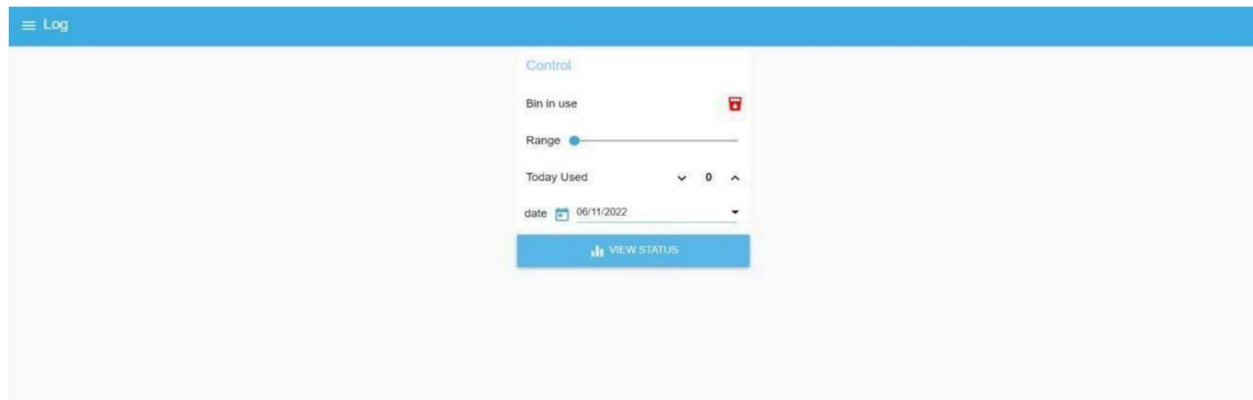 Log
Control
Bin in use
Range
Today Used 0
date 06/11/2022
VIEW STATUS